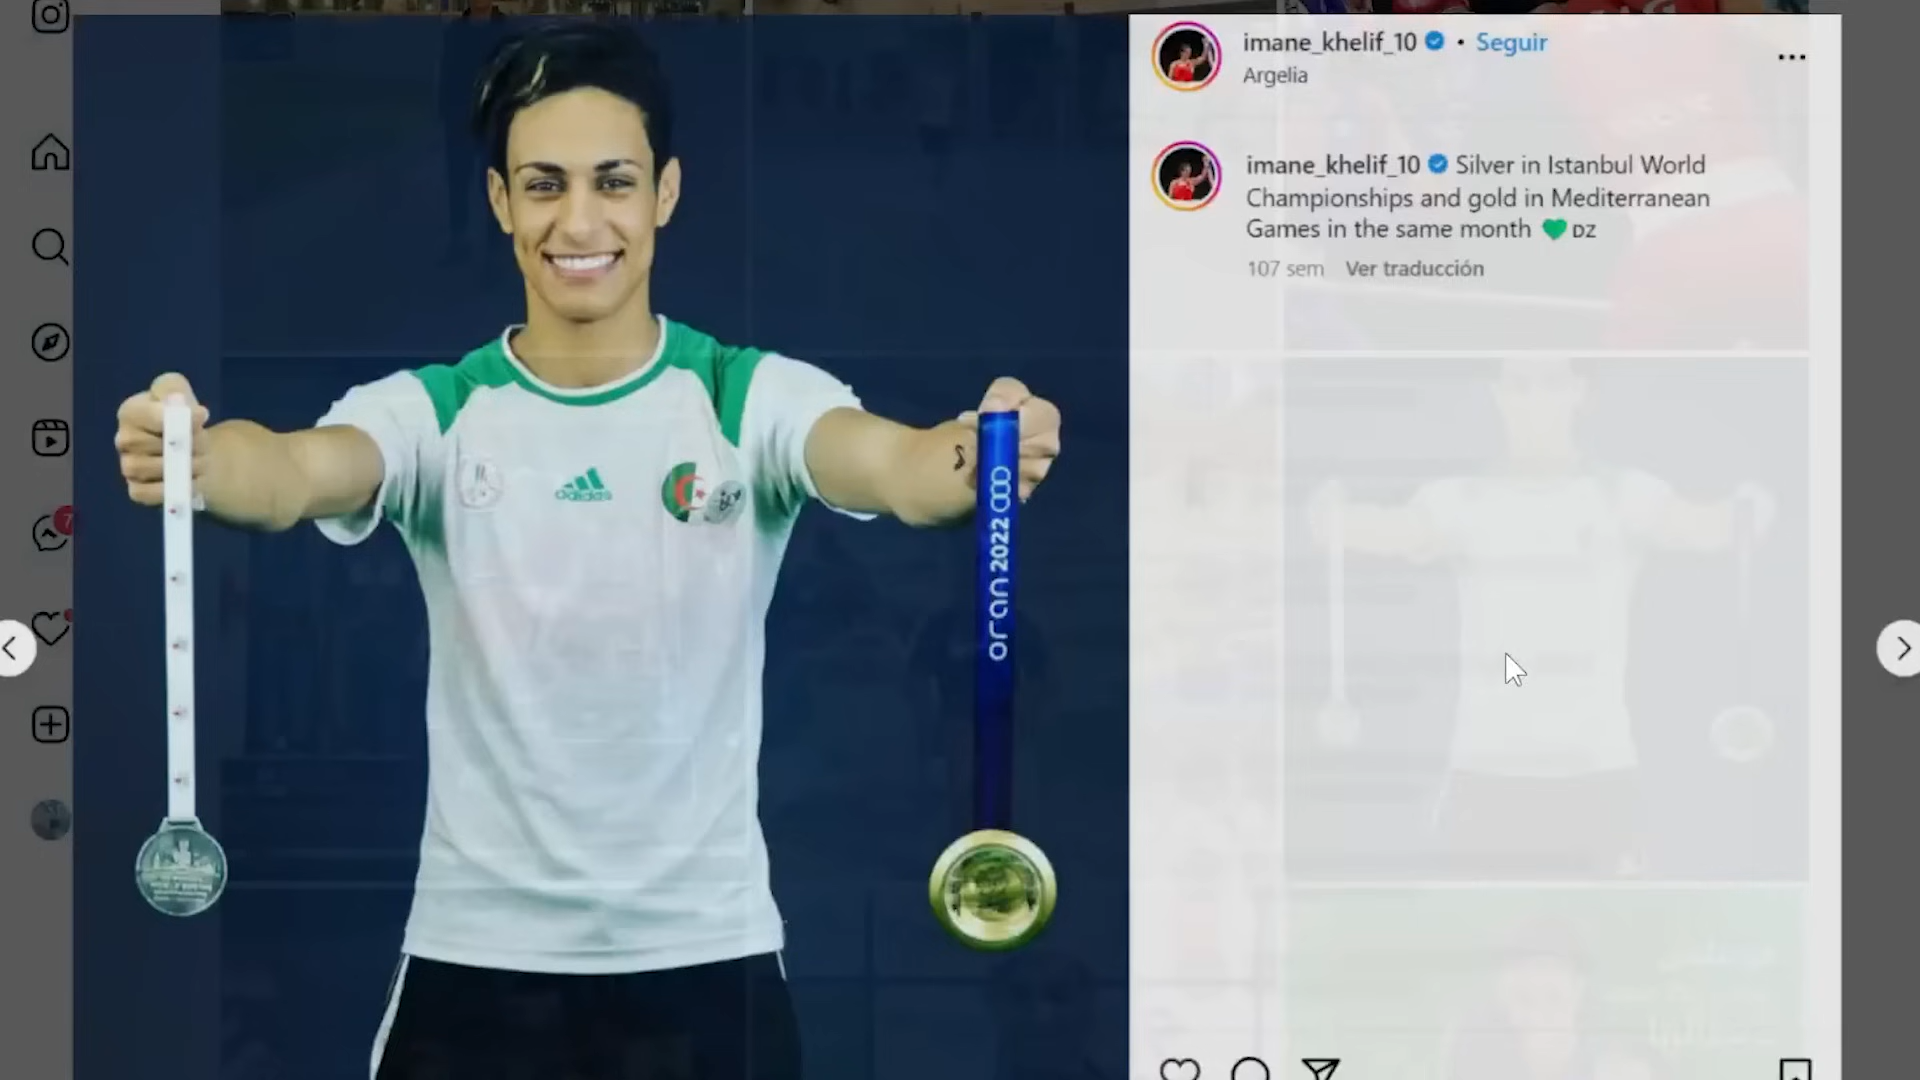 imane_khelif_10 • Seguir
Argelia
imane_khelif_10 Silver in Istanbul World
Championships and gold in Mediterranean
Games in the same month 💚 DZ
107 sem Ver traducción
adidas
oran 2022
7